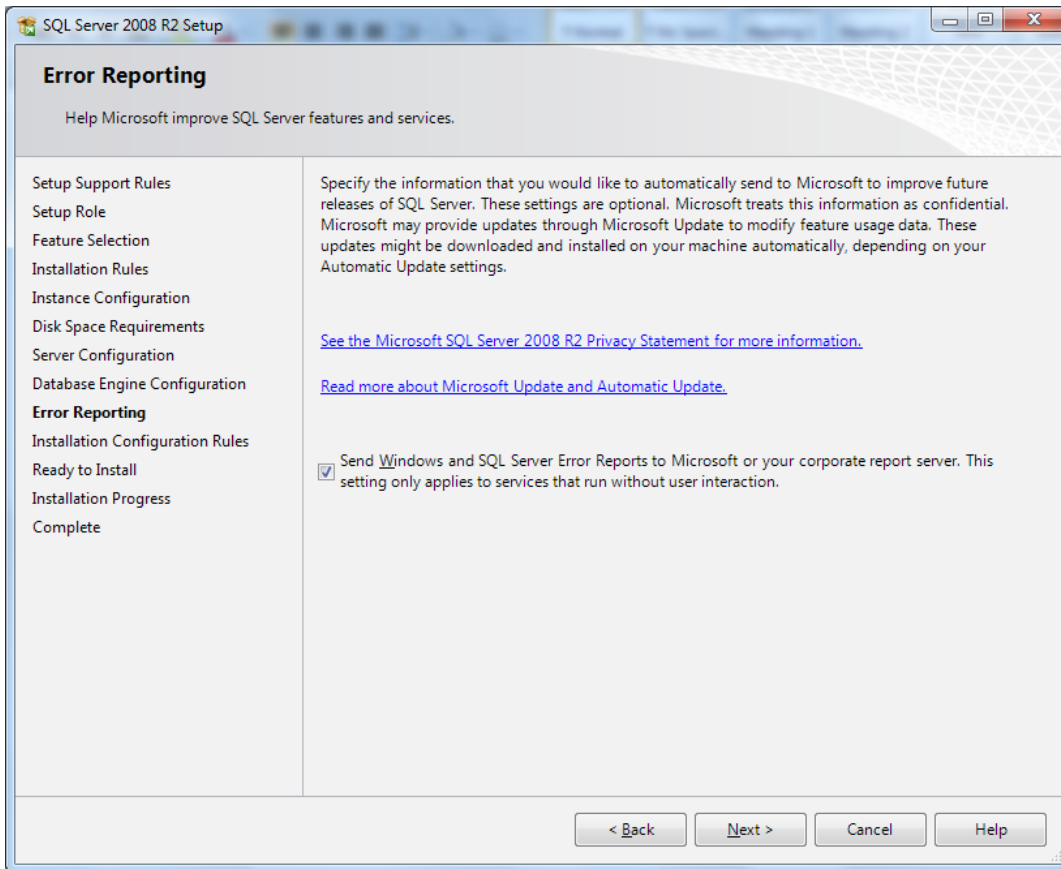 SQL Server 2008 R2 Setup
Error Reporting
Help Microsoft improve SQL Server features and services.
Setup Support Rules
Setup Role
Feature Selection
Installation Rules
Instance Configuration
Disk Space Requirements
Server Configuration
Database Engine Configuration
Error Reporting
Installation Configuration Rules
Ready to Install
Installation Progress
Complete
Specify the information that you would like to automatically send to Microsoft to improve future
releases of SQL Server. These settings are optional. Microsoft treats this information as confidential.
Microsoft may provide updates through Microsoft Update to modify feature usage data. These
updates might be downloaded and installed on your machine automatically, depending on your
Automatic Update settings.
See the Microsoft SQL Server 2008 R2 Privacy Statement for more information.
Read more about Microsoft Update and Automatic Update.
Send Windows and SQL Server Error Reports to Microsoft or your corporate report server. This
setting only applies to services that run without user interaction.
< Back
Next >
Cancel
Help